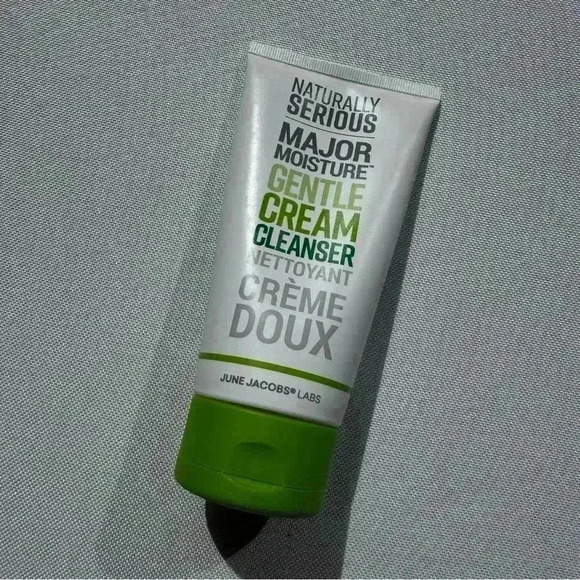 NATURALLY
SERIOUS
MAJOR
MOISTURE™
GENTLE
CREAM
CLEANSER
NETTOYANT
CRÈME
DOUX
JUNE JACOBS® LABS